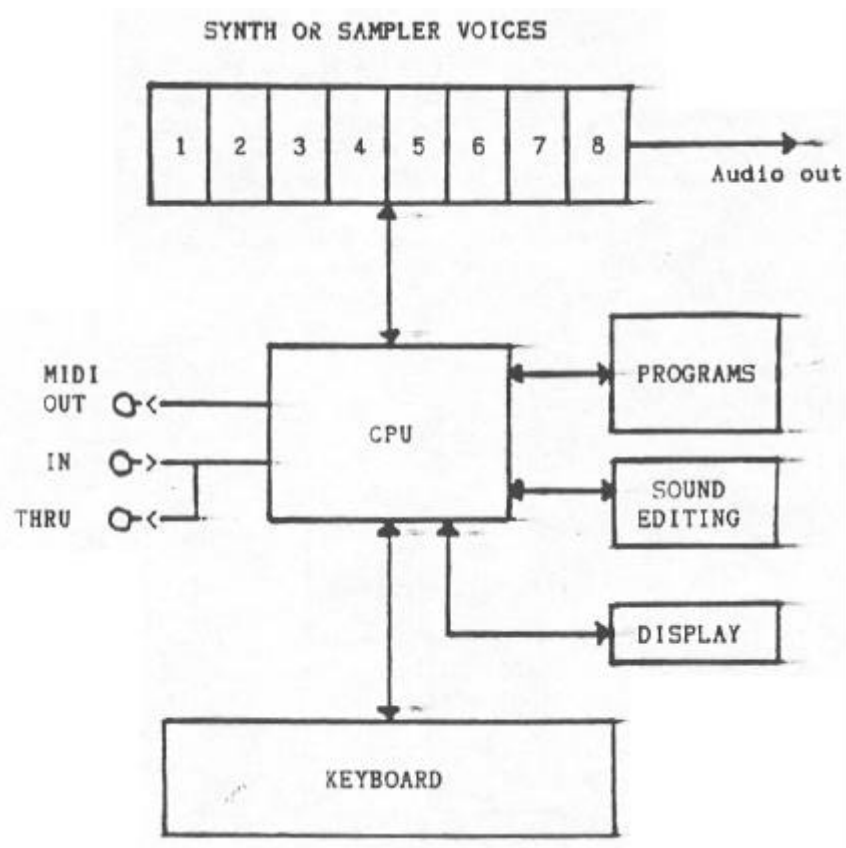 SYNTH OR SAMPLER VOICES
1 2 3 4 5 6 7 8
Audio out
MIDI
OUT
IN
THRU
CPU
PROGRAMS
SOUND
EDITING
DISPLAY
KEYBOARD